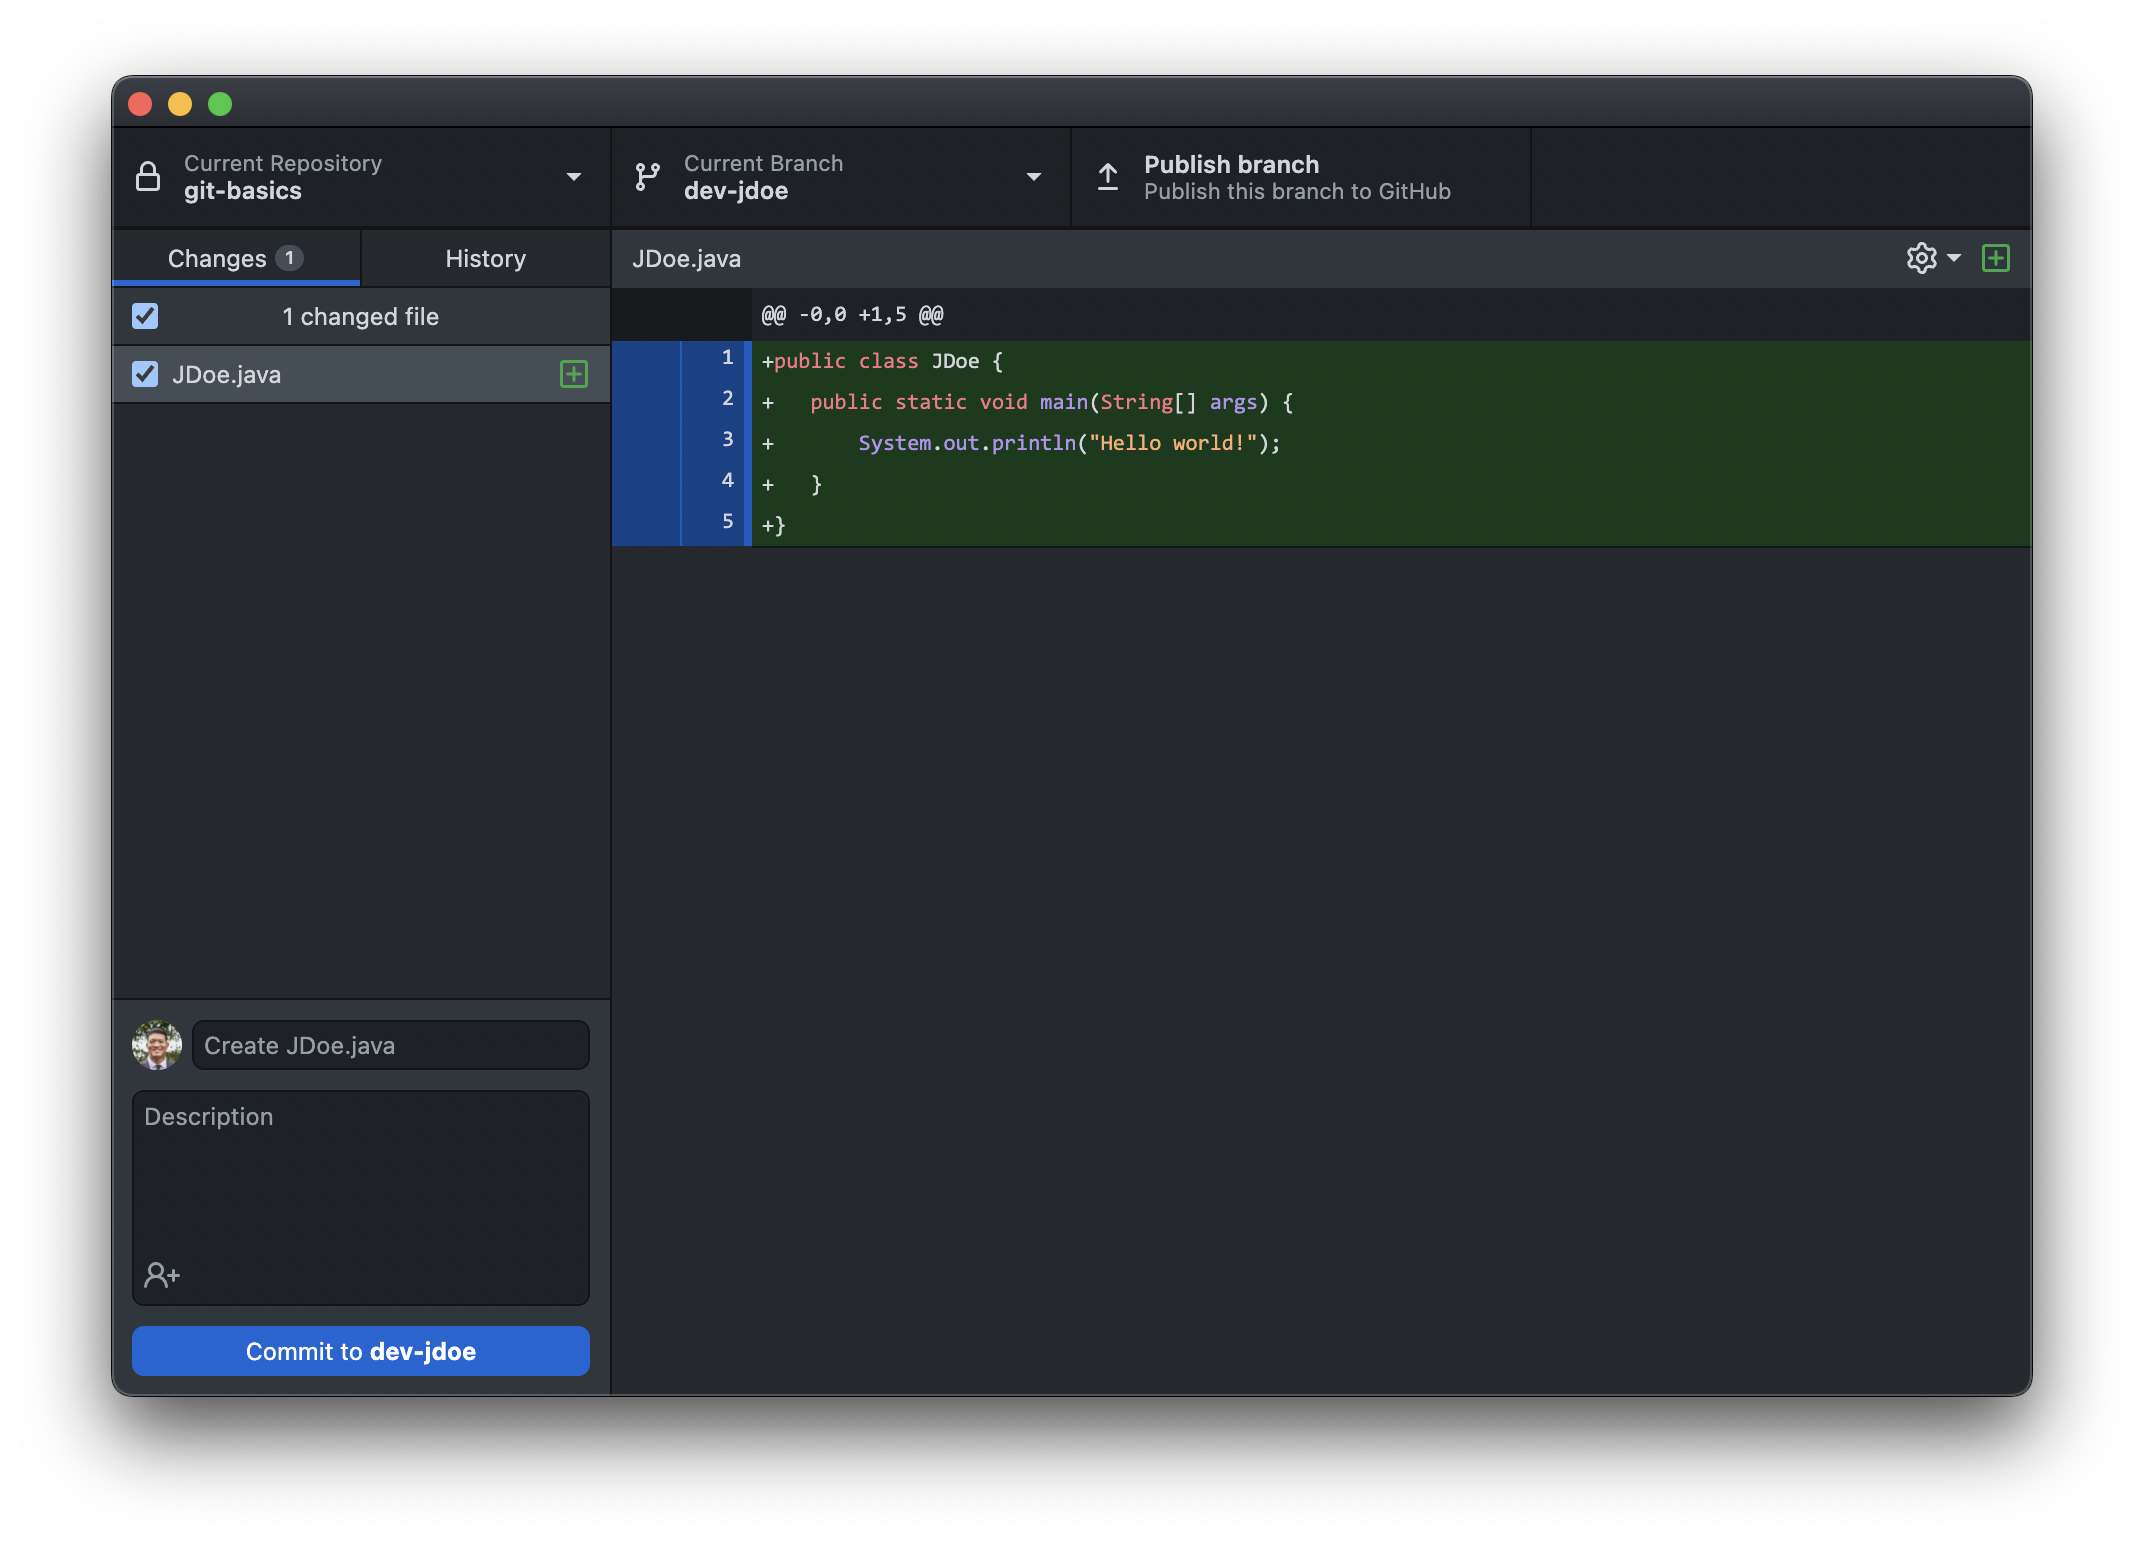 Current Repository
git-basics
Current Branch
dev-jdoe
Publish branch
Publish this branch to GitHub
Changes 1
History
JDoe.java
1 changed file
JDoe.java
@@ -0,0 +1,5 @@
1 +public class JDoe {
2 +   public static void main(String[] args) {
3 +       System.out.println("Hello world!");
4 +   }
5 +}
Create JDoe.java
Description
Commit to dev-jdoe